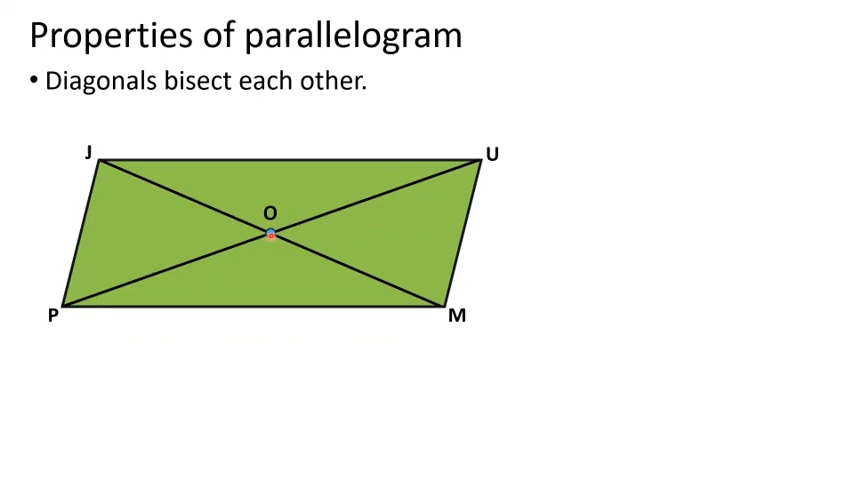 Properties of parallelogram
• Diagonals bisect each other.
J
U
O
P
M